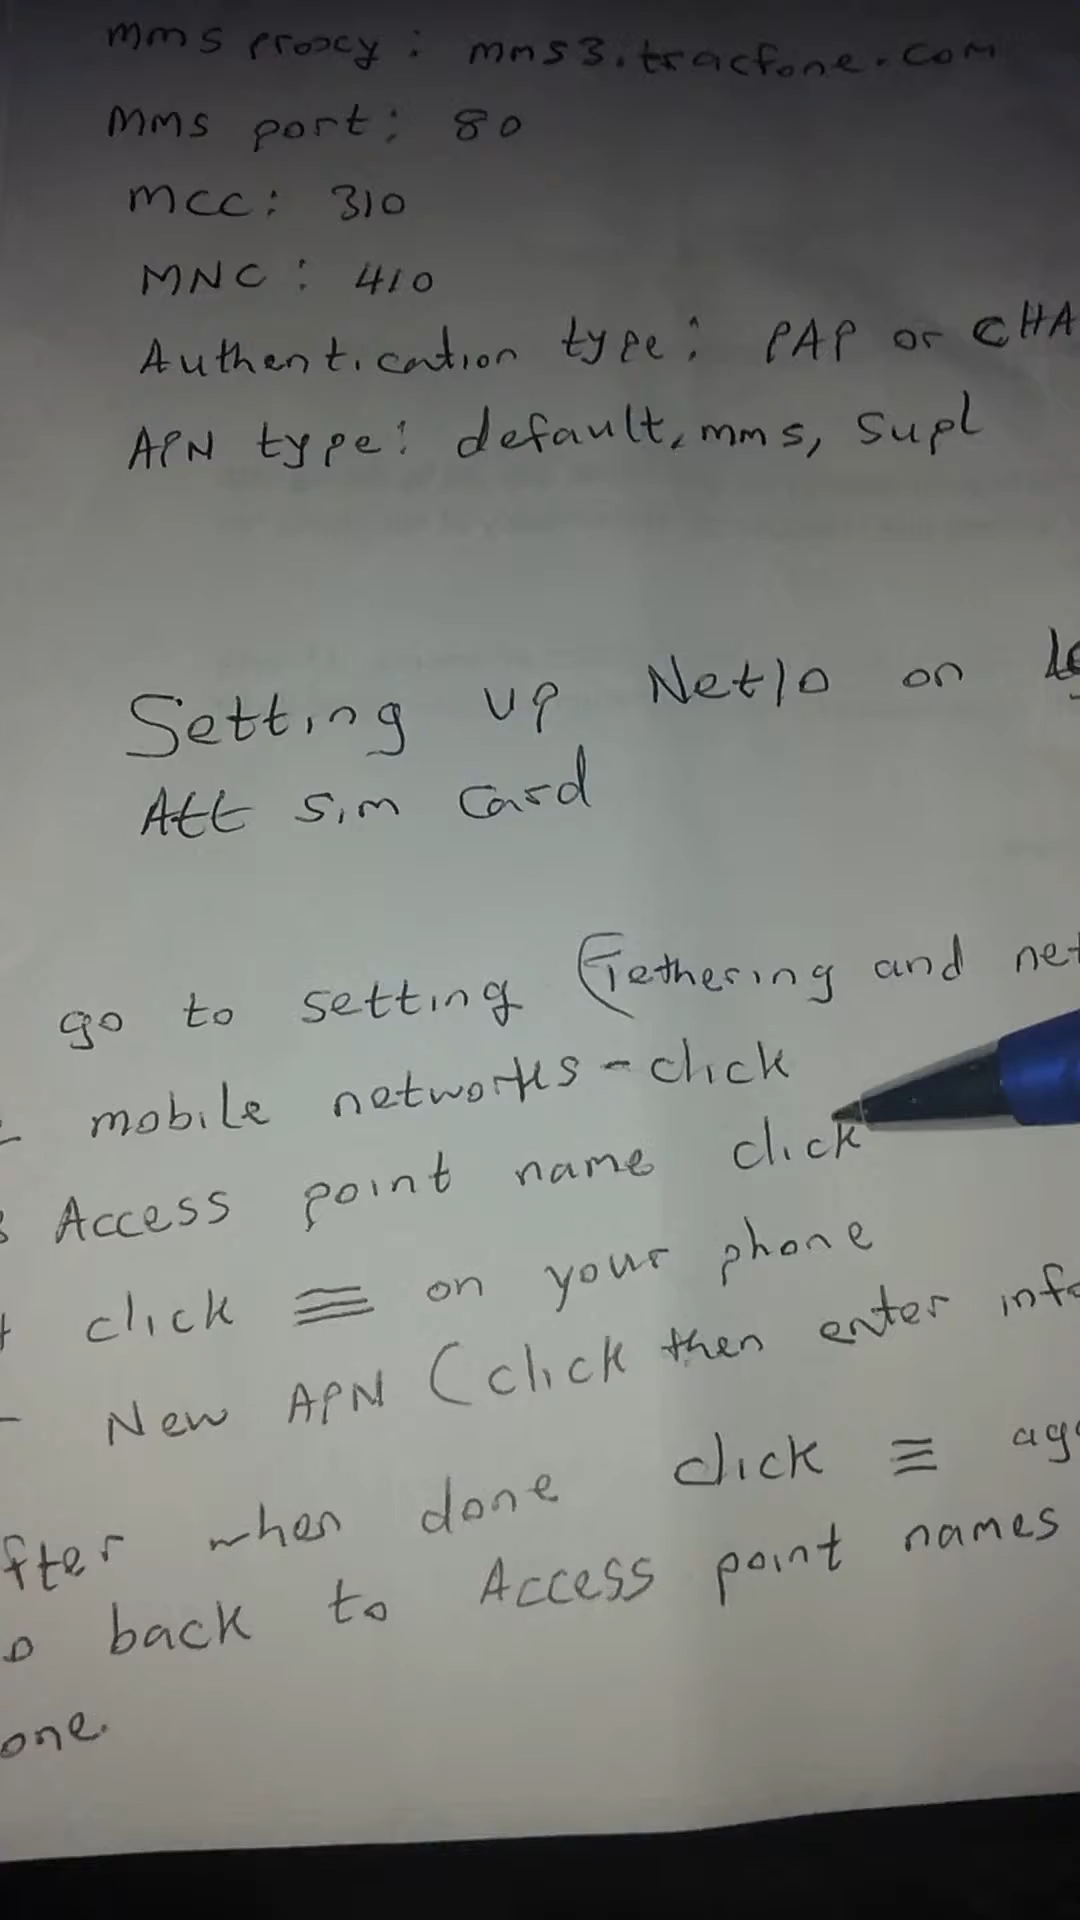 mms proxy: mms3.tracfone.com
mms port: 80
mcc: 310
MNC: 410
Authentication type: PAP or CHA
APN type: default, mms, supl
Setting up Net10 on
Att sim card
go to setting (Tethering and net
mobile networks - click
Access point name click
click ≡ on your phone
New APN (click then enter info
fter when done click ≡ aga
o back to Access point names
one.